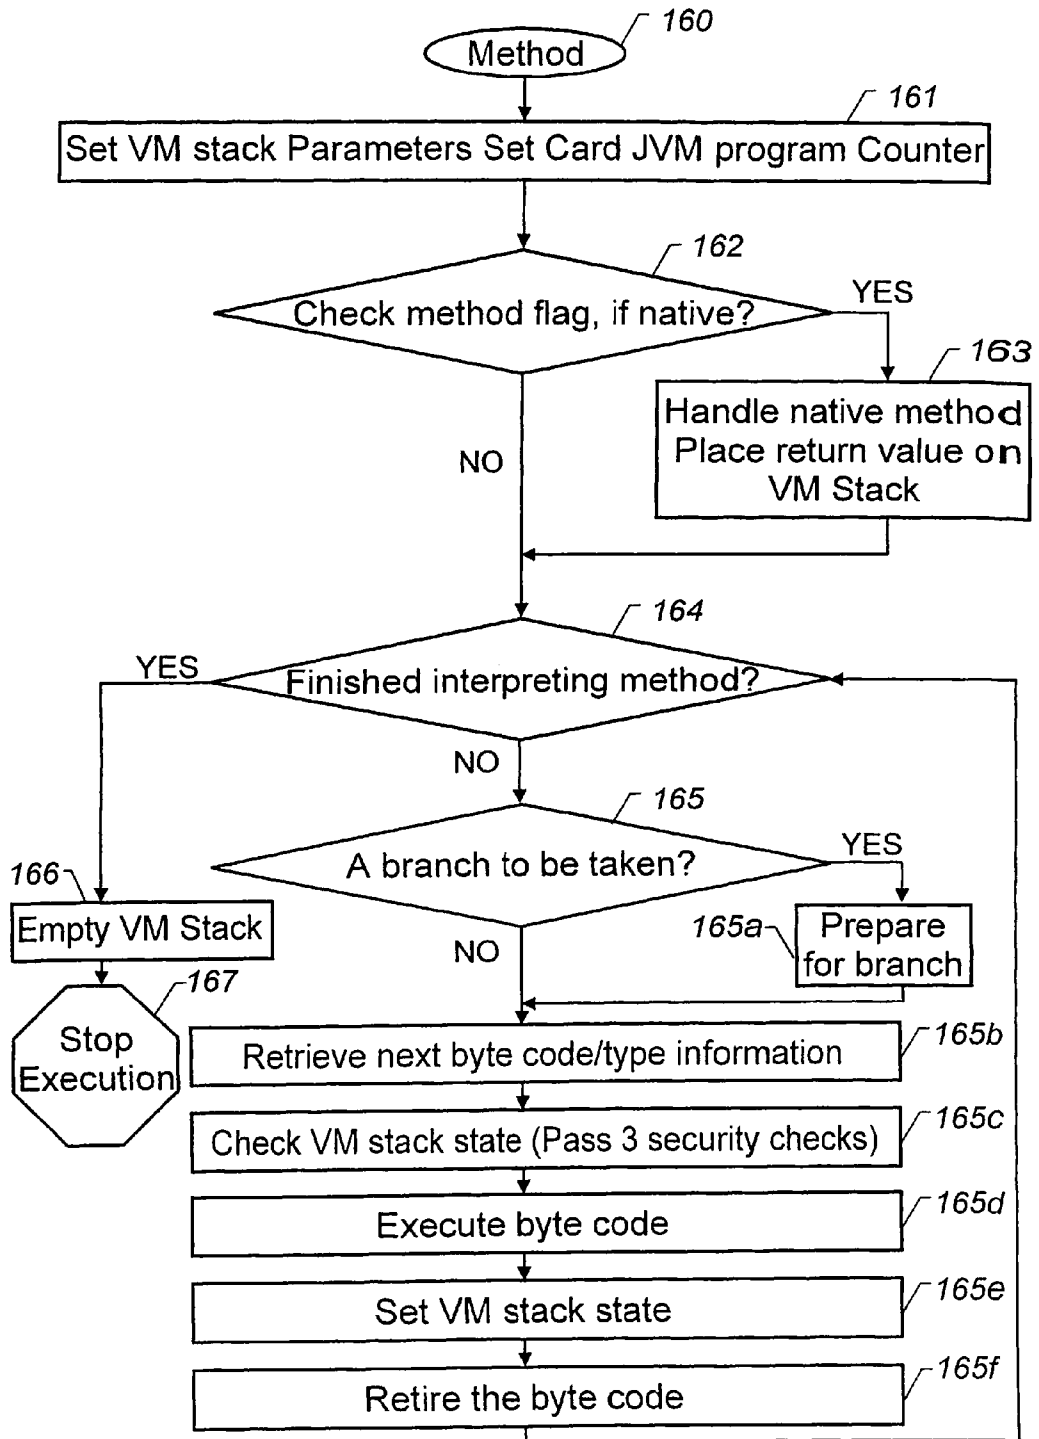 160
Method
161
Set VM stack Parameters Set Card JVM program Counter
162
Check method flag, if native?
YES
163
Handle native method
Place return value on
VM Stack
NO
164
YES
Finished interpreting method?
NO
165
A branch to be taken?
YES
166
Empty VM Stack
165a
Prepare
for branch
NO
167
Stop
Execution
Retrieve next byte code/type information
165b
Check VM stack state (Pass 3 security checks)
165c
Execute byte code
165d
Set VM stack state
165e
Retire the byte code
165f